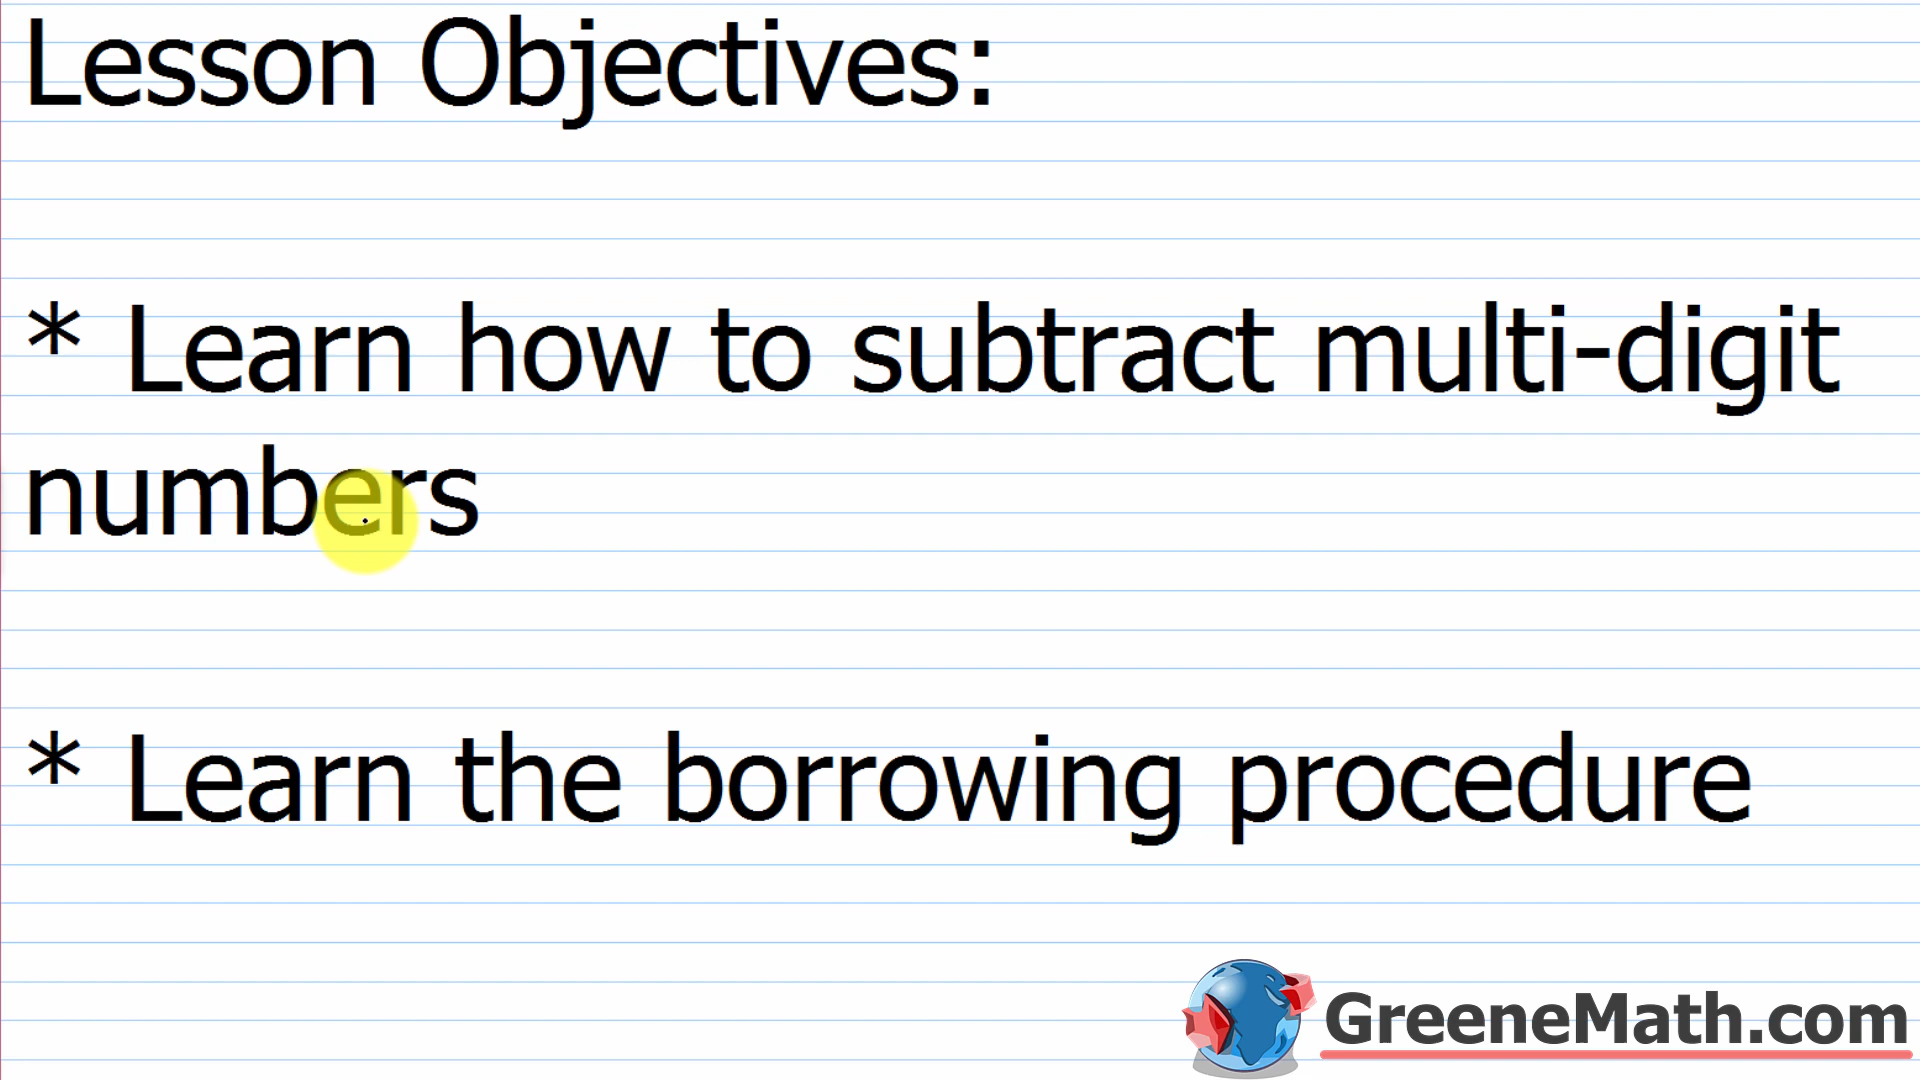 Lesson Objectives:
* Learn how to subtract multi-digit
numbers
* Learn the borrowing procedure
GreeneMath.com